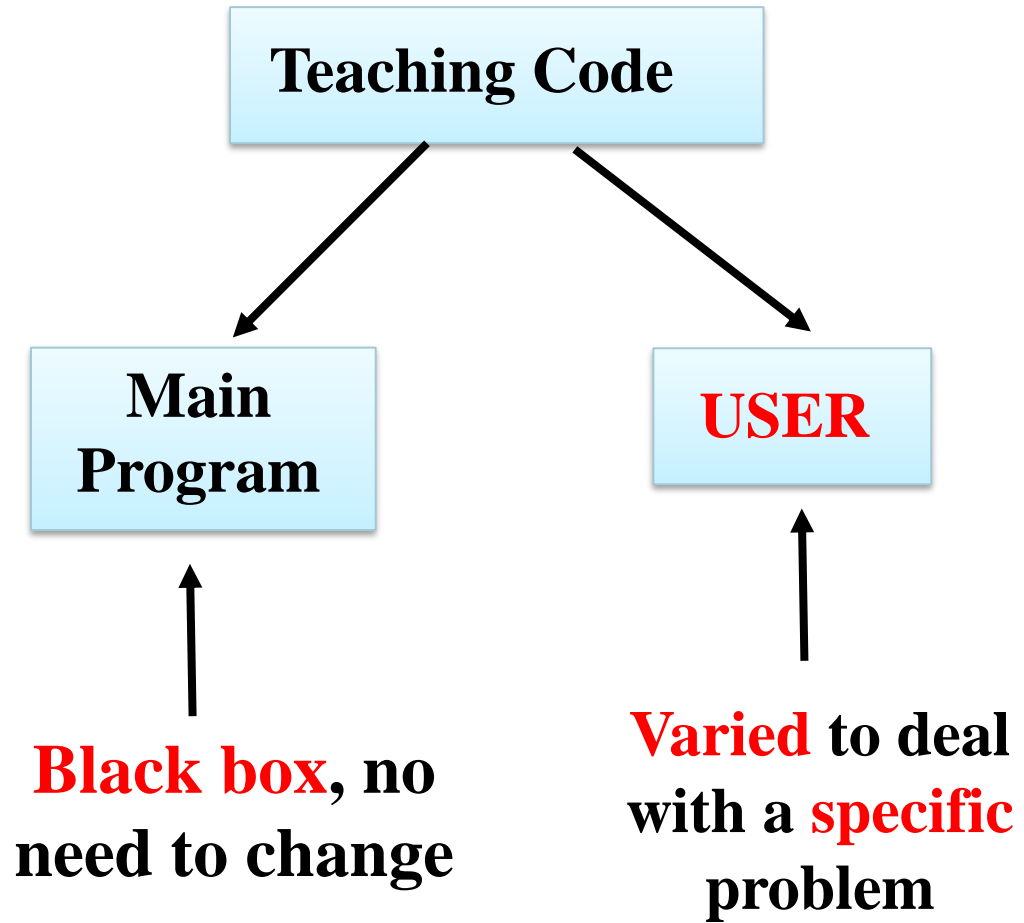 Teaching Code
Main
Program
USER
Black box, no
need to change
Varied to deal
with a specific
problem